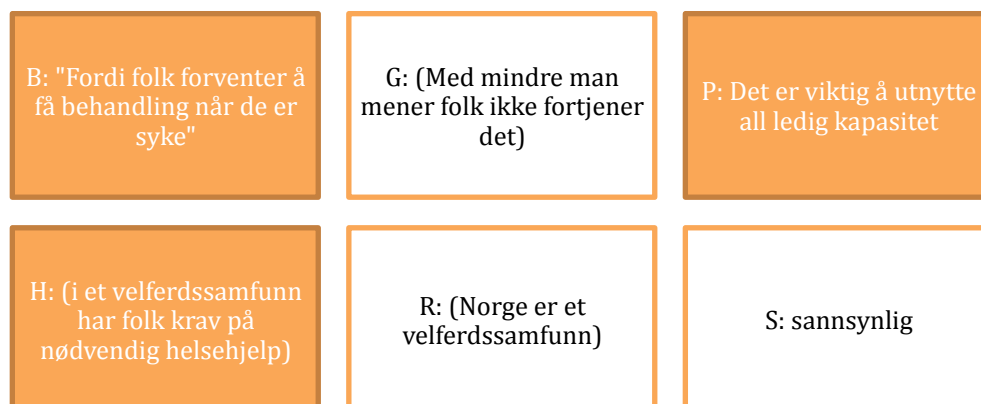 B: "Fordi folk forventer å
få behandling når de er
syke"
G: (Med mindre man
mener folk ikke fortjener
det)
P: Det er viktig å utnytte
all ledig kapasitet
H: (i et velferdssamfunn
har folk krav på
nødvendig helsehjelp)
R: (Norge er et
velferdssamfunn)
S: sannsynlig